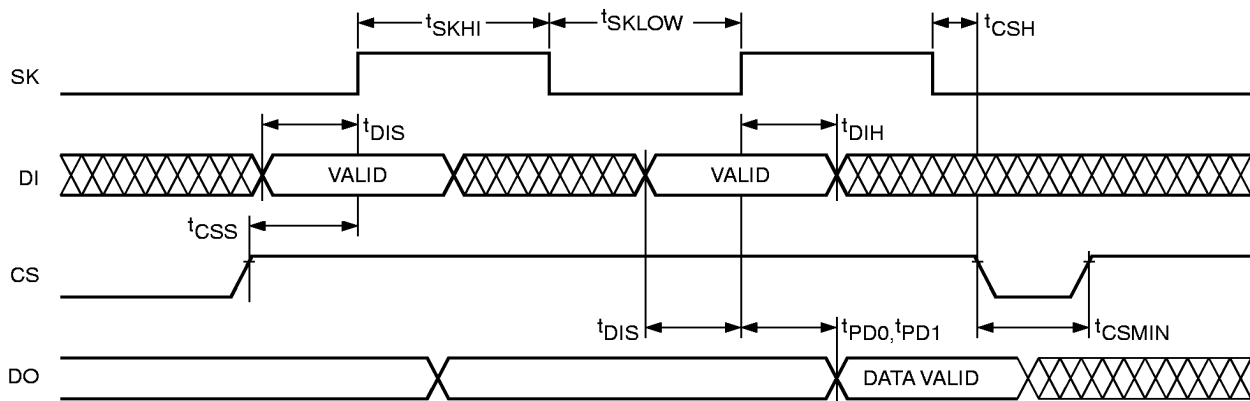 tSKHI
tSKLOW
tCSH
SK
tDIS
tDIH
DI
VALID
VALID
tCSS
CS
tDIS
tPD0,tPD1
tCSMIN
DO
DATA VALID